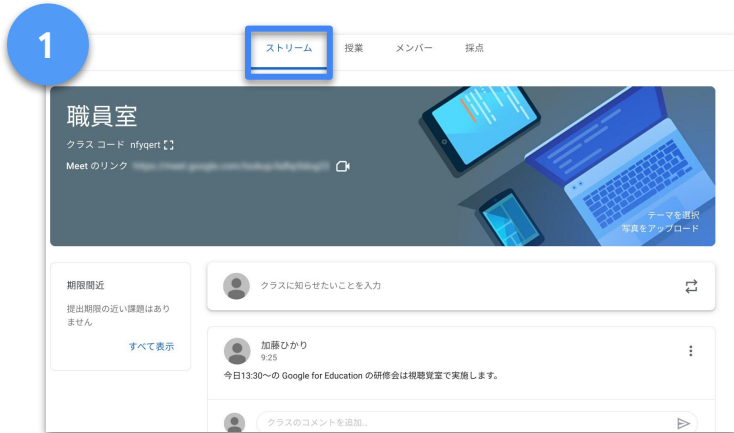 1
ストリーム 授業 メンバー 採点
職員室
クラス コード nfyqert
Meet のリンク
テーマを選択
写真をアップロード
期限間近
提出期限の近い課題はあり
ません
すべて表示
クラスに知らせたいことを入力
加藤ひかり
9:25
今日13:30〜の Google for Education の研修会は視聴覚室で実施します。
クラスのコメントを追加...